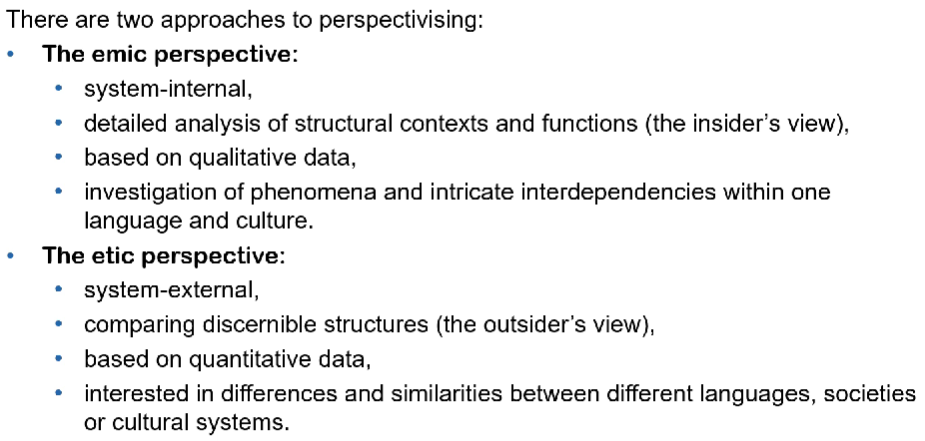 There are two approaches to perspectivising:
• The emic perspective:
• system-internal,
• detailed analysis of structural contexts and functions (the insider's view),
• based on qualitative data,
• investigation of phenomena and intricate interdependencies within one
language and culture.
• The etic perspective:
• system-external,
• comparing discernible structures (the outsider's view),
• based on quantitative data,
• interested in differences and similarities between different languages, societies
or cultural systems.